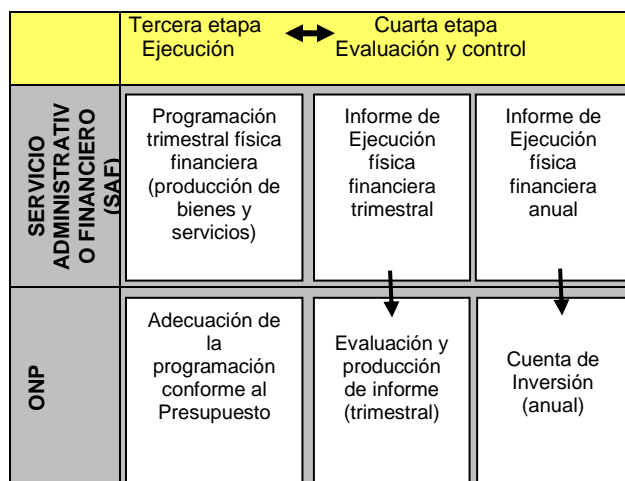 Tercera etapa
Ejecución
Cuarta etapa
Evaluación y control
SERVICIO
ADMINISTRATIV
O FINANCIERO
(SAF)
Programación
trimestral física
financiera
(producción de
bienes y
servicios)
Informe de
Ejecución
física
financiera
trimestral
Informe de
Ejecución
física
financiera
anual
ONP
Adecuación de
la
programación
conforme al
Presupuesto
Evaluación y
producción
de informe
(trimestral)
Cuenta de
Inversión
(anual)